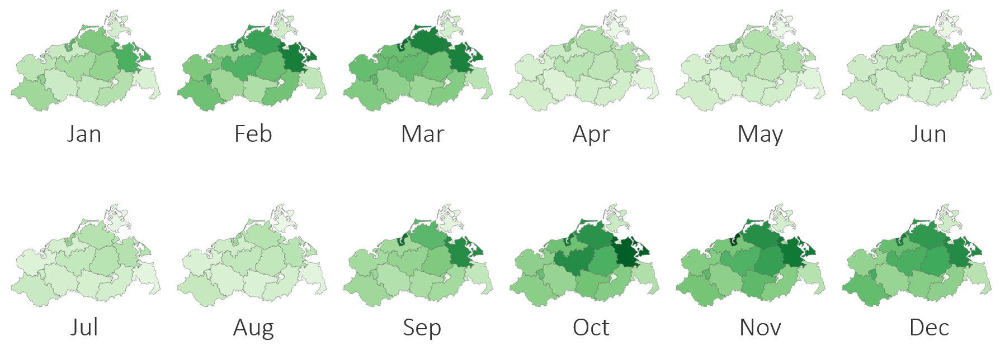 Jan Feb Mar Apr May Jun
Jul Aug Sep Oct Nov Dec